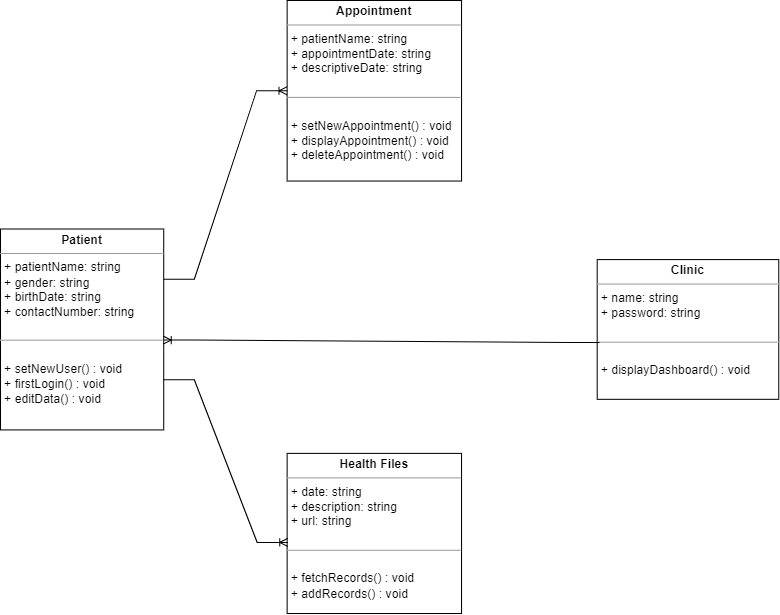 Appointment
+ patientName: string
+ appointmentDate: string
+ descriptiveDate: string
+ setNewAppointment() : void
+ displayAppointment() : void
+ deleteAppointment() : void
Patient
+ patientName: string
+ gender: string
+ birthDate: string
+ contactNumber: string
+ setNewUser() : void
+ firstLogin() : void
+ editData() : void
Clinic
+ name: string
+ password: string
+ displayDashboard() : void
Health Files
+ date: string
+ description: string
+ url: string
+ fetchRecords() : void
+ addRecords() : void